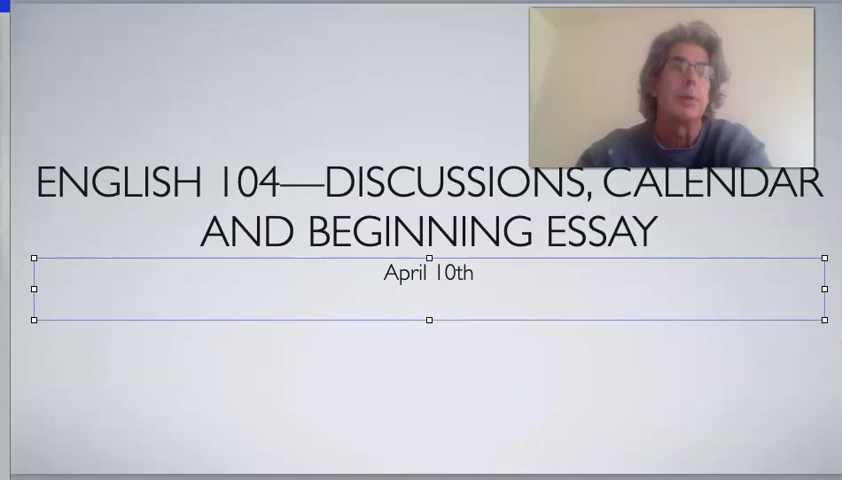 ENGLISH 104—DISCUSSIONS, CALENDAR
AND BEGINNING ESSAY
April 10th